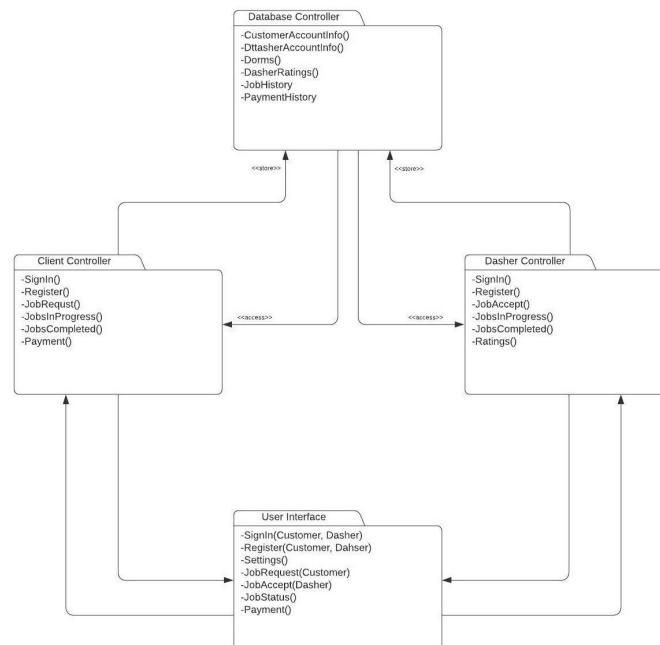 Database Controller
-CustomerAccountInfo()
-DttasherAccountInfo()
-Dorms()
-DasherRatings()
-JobHistory
-PaymentHistory
<<store>>
<<store>>
Client Controller
-SignIn()
-Register()
-JobRequst()
-JobsInProgress()
-JobsCompleted()
-Payment()
Dasher Controller
-SignIn()
-Register()
-JobAccept()
-JobsInProgress()
-JobsCompleted()
-Ratings()
<<access>>
<<access>>
User Interface
-SignIn(Customer, Dasher)
-Register(Customer, Dahser)
-Settings()
-JobRequest(Customer)
-JobAccept(Dasher)
-JobStatus()
-Payment()